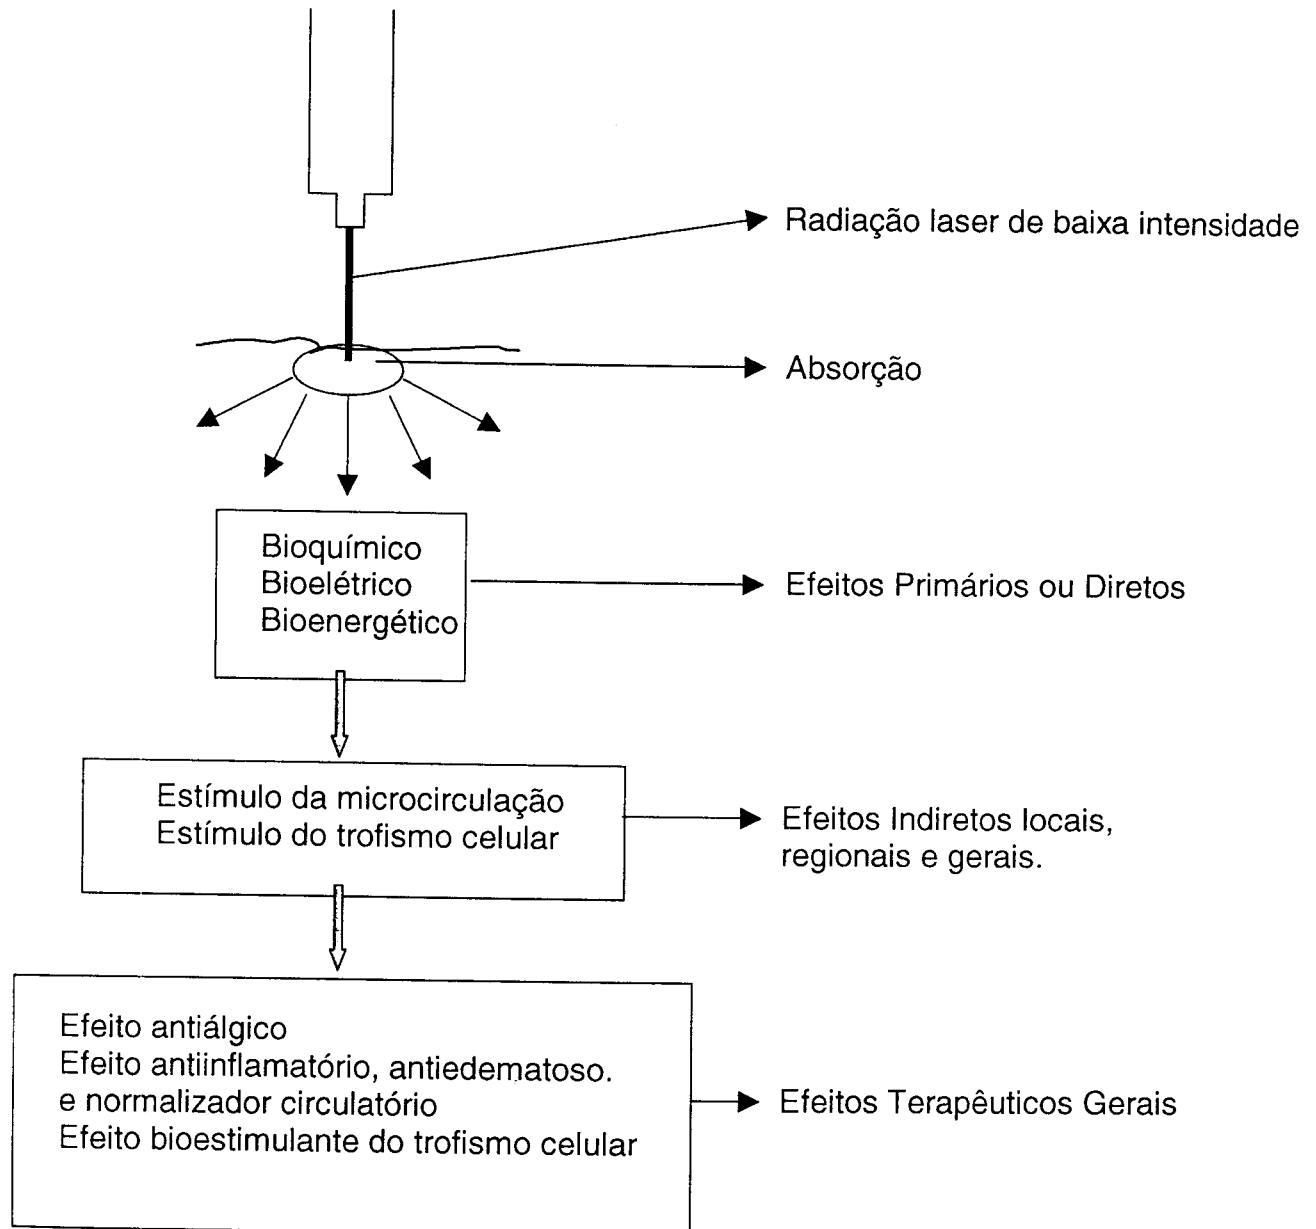 Radiação laser de baixa intensidade
Absorção
Bioquímico
Bioelétrico
Bioenergético
Efeitos Primários ou Diretos
Estímulo da microcirculação
Estímulo do trofismo celular
Efeitos Indiretos locais,
regionais e gerais.
Efeito antiálgico
Efeito antiinflamatório, antiedematoso.
e normalizador circulatório
Efeito bioestimulante do trofismo celular
Efeitos Terapêuticos Gerais